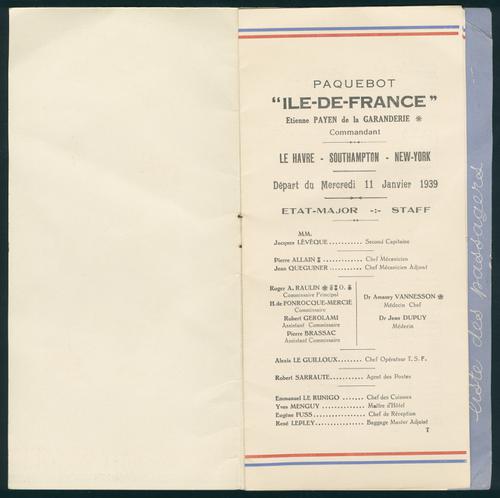 PAQUEBOT
"ILE-DE-FRANCE"
Etienne PAYEN de la GARANDERIE
Commandant
LE HAVRE - SOUTHAMPTON - NEW-YORK
Départ du Mercredi 11 Janvier 1939
ETAT-MAJOR -:- STAFF
MM.
Jacques LÉVÊQUE ........... Second Capitaine
Pierre ALLAIN .............. Chef Mécanicien
Jean QUEGUINER ............ Chef Mécanicien Adjoint
Roger A. RAULIN O.
Commissaire Principal
H. de FONROCQUE-MERCIÉ
Commissaire
Robert GEROLAMI
Assistant Commissaire
Pierre BRASSAC
Assistant Commissaire
Dr Amaury VANNESSON
Médecin Chef
Dr Jean DUPUY
Médecin
Alexis LE GUILLOUX ........ Chef Opérateur T. S. F.
Robert SARRAUTE ........... Agent des Postes
Emmanuel LE RUNIGO .... Chef des Cuisines
Yves MENGUY .............. Maître d'Hôtel
Eugène FUSS ................ Chef de Réception
René LEPLEY ............... Baggage Master Adjoint
7
liste des passagers